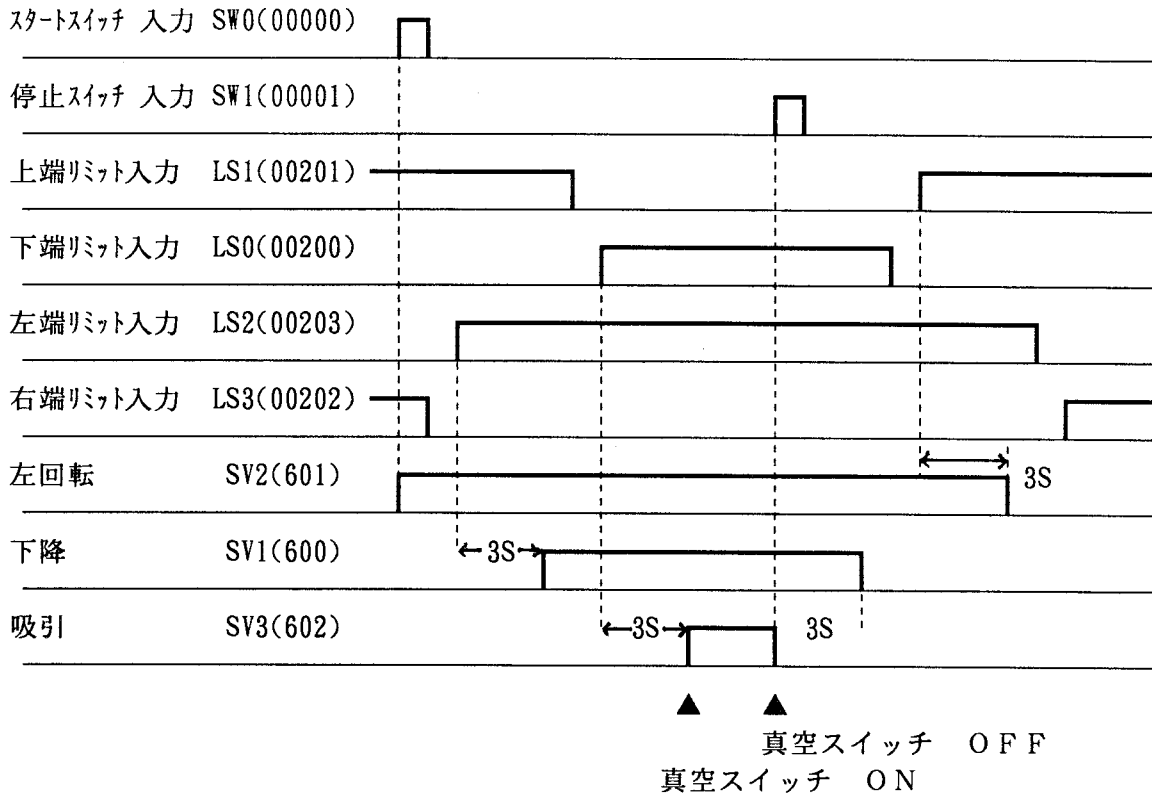 ｽﾀｰﾄｽｲｯﾁ 入力 SW0(00000)
停止ｽｲｯﾁ 入力 SW1(00001)
上端ﾘﾐｯﾄ入力 LS1(00201)
下端ﾘﾐｯﾄ入力 LS0(00200)
左端ﾘﾐｯﾄ入力 LS2(00203)
右端ﾘﾐｯﾄ入力 LS3(00202)
左回転 SV2(601)
3S
下降 SV1(600)
3S
吸引 SV3(602)
3S 3S
真空スイッチ ＯＦＦ
真空スイッチ ＯＮ